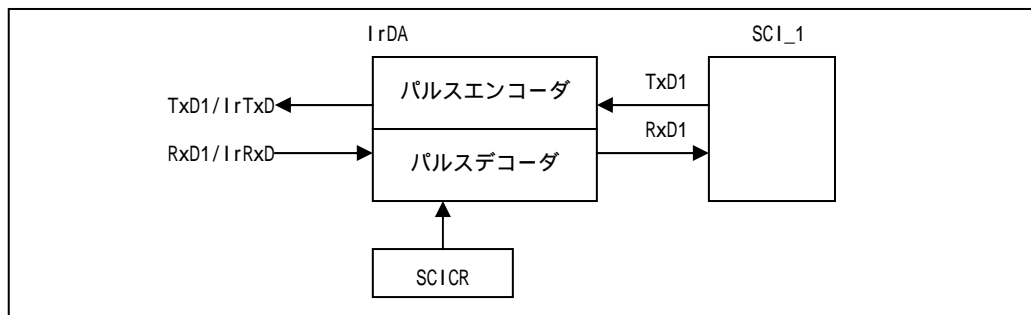 IrDA
SCI_1
パルスエンコーダ
TxD1
TxD1/IrTxD
RxD1
RxD1/IrRxD
パルスデコーダ
SCICR